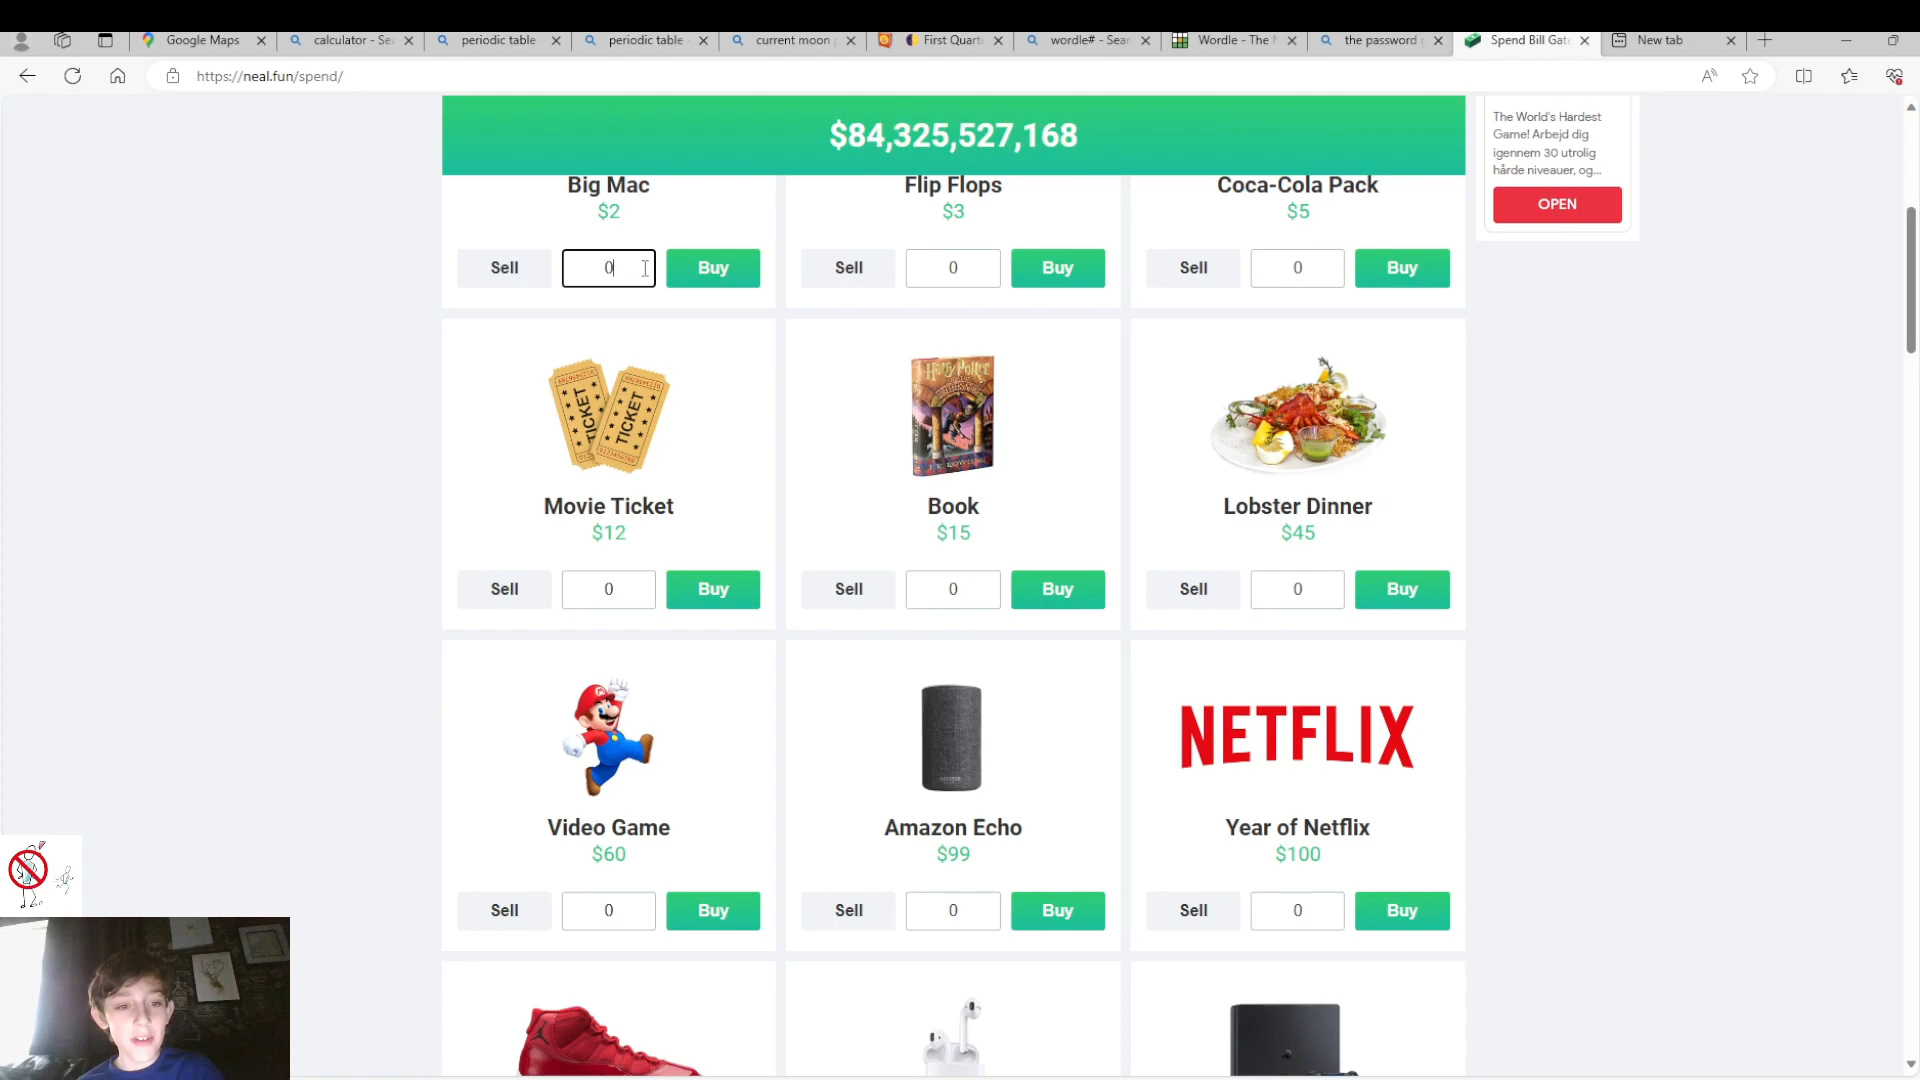 Google Maps
calculator - Sea
periodic table
periodic table
current moon
First Quart
wordle# - Sear
Wordle - The N
the password
Spend Bill Gat
New tab
https://neal.fun/spend/
$84,325,527,168
The World's Hardest
Game! Arbejd dig
igennem 30 utrolig
hårde niveauer, og...
OPEN
Big Mac
$2
Sell 0 Buy
Flip Flops
$3
Sell 0 Buy
Coca-Cola Pack
$5
Sell 0 Buy
TICKET
TICKET
Movie Ticket
$12
Sell 0 Buy
Harry Potter
Book
$15
Sell 0 Buy
Lobster Dinner
$45
Sell 0 Buy
Video Game
$60
Sell 0 Buy
Amazon Echo
$99
Sell 0 Buy
NETFLIX
Year of Netflix
$100
Sell 0 Buy